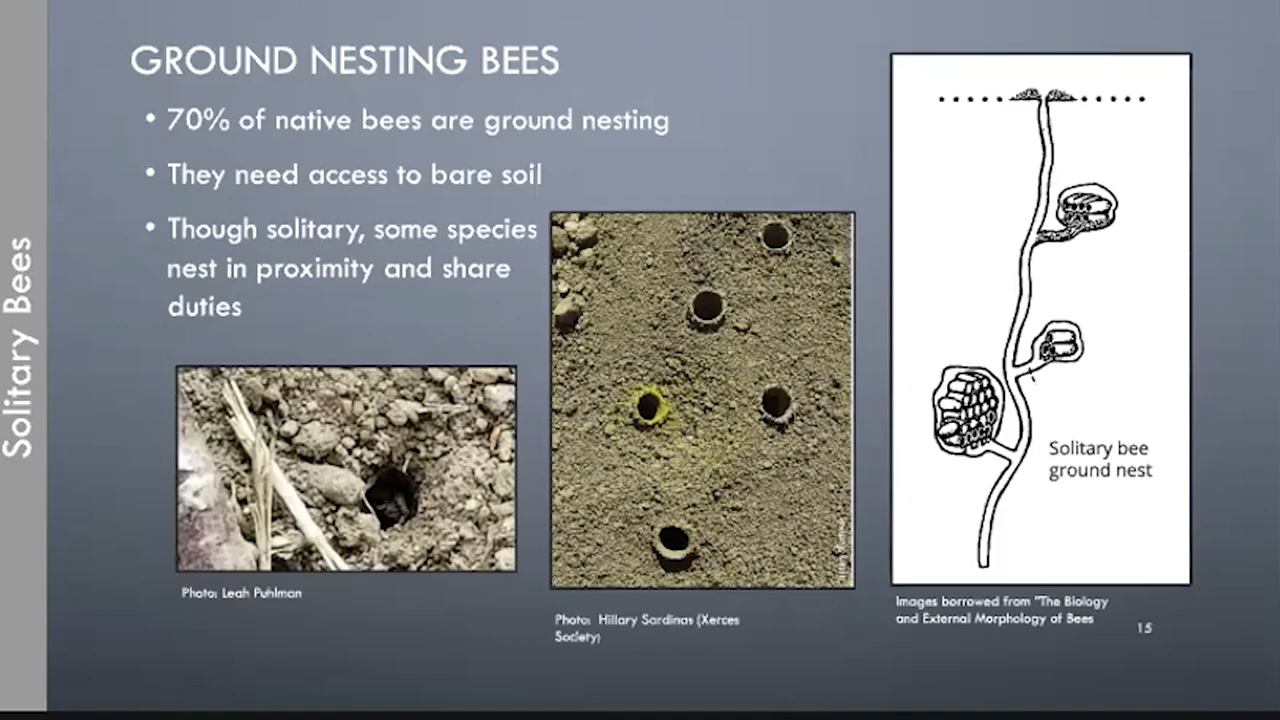 Solitary Bees
GROUND NESTING BEES
• 70% of native bees are ground nesting
• They need access to bare soil
• Though solitary, some species
nest in proximity and share
duties
Photo: Leah Puhlman
Photo: Hillary Sardinas (Xerces
Society)
Solitary bee
ground nest
Images borrowed from "The Biology
and External Morphology of Bees
15